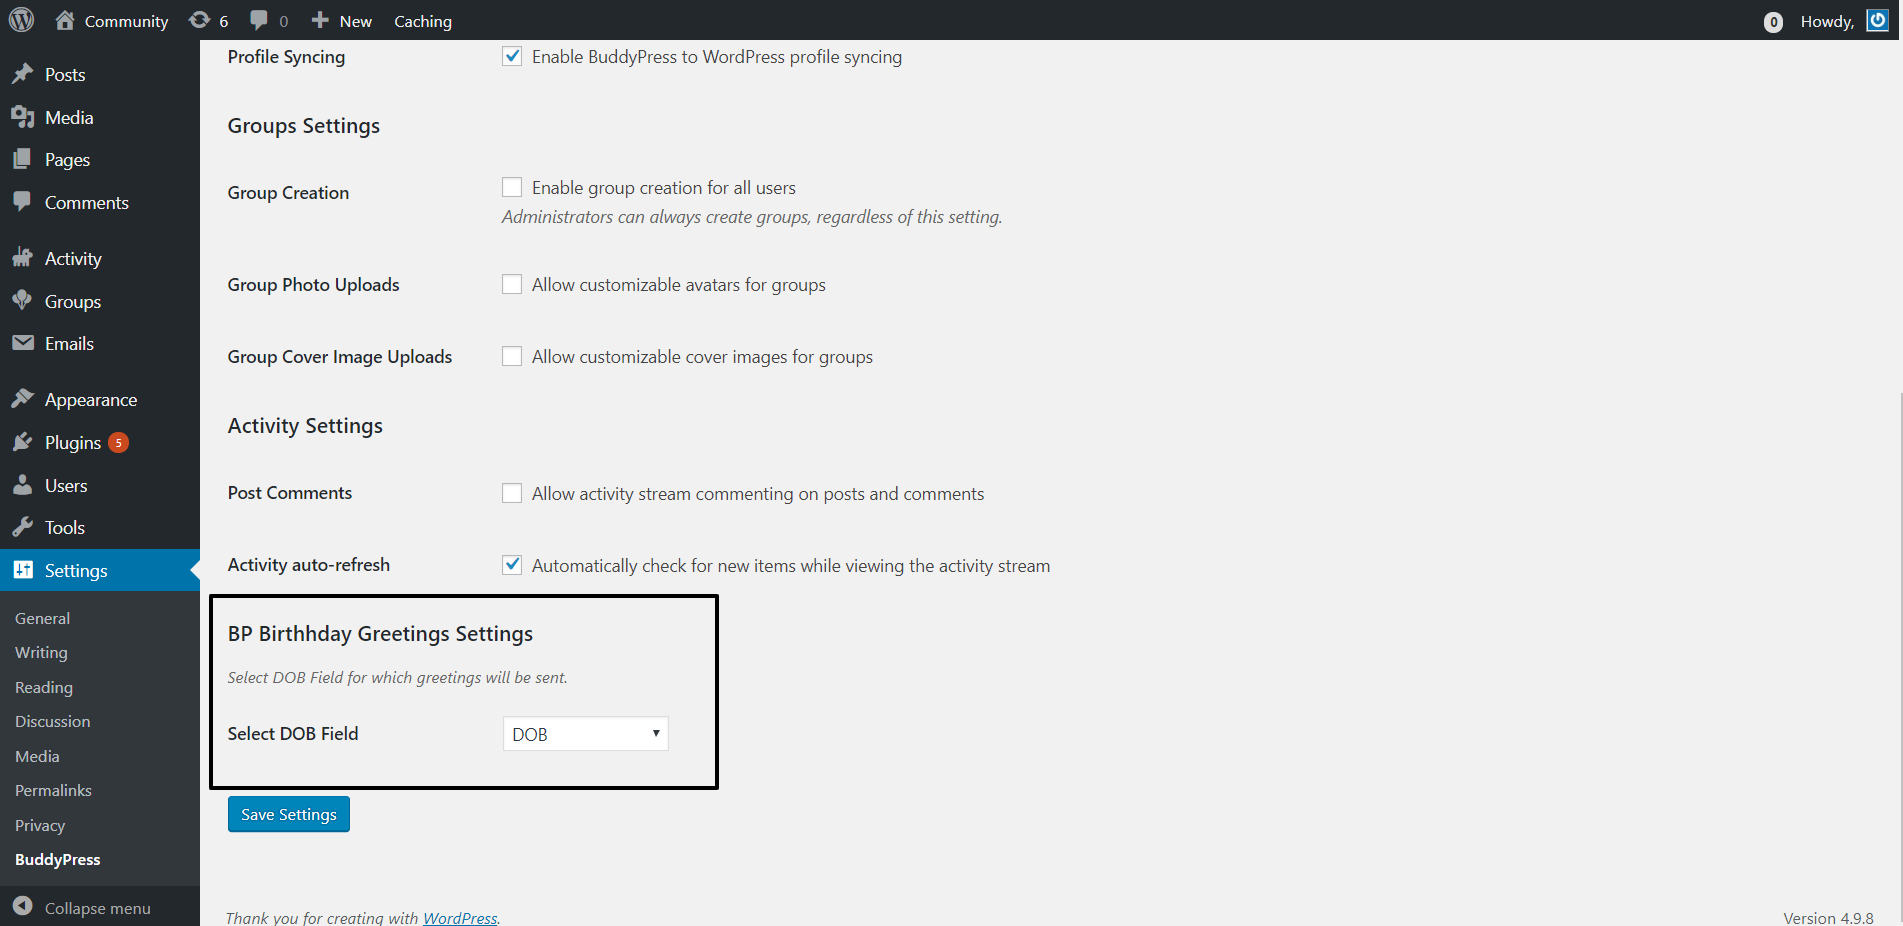 Community 6 0 New Caching 0 Howdy,
Posts
Media
Pages
Comments
Activity
Groups
Emails
Appearance
Plugins 5
Users
Tools
Settings
General
Writing
Reading
Discussion
Media
Permalinks
Privacy
BuddyPress
Collapse menu
Profile Syncing Enable BuddyPress to WordPress profile syncing
Groups Settings
Group Creation Enable group creation for all users
Administrators can always create groups, regardless of this setting.
Group Photo Uploads Allow customizable avatars for groups
Group Cover Image Uploads Allow customizable cover images for groups
Activity Settings
Post Comments Allow activity stream commenting on posts and comments
Activity auto-refresh Automatically check for new items while viewing the activity stream
BP Birthhday Greetings Settings
Select DOB Field for which greetings will be sent.
Select DOB Field DOB
Save Settings
Thank you for creating with WordPress. Version 4.9.8